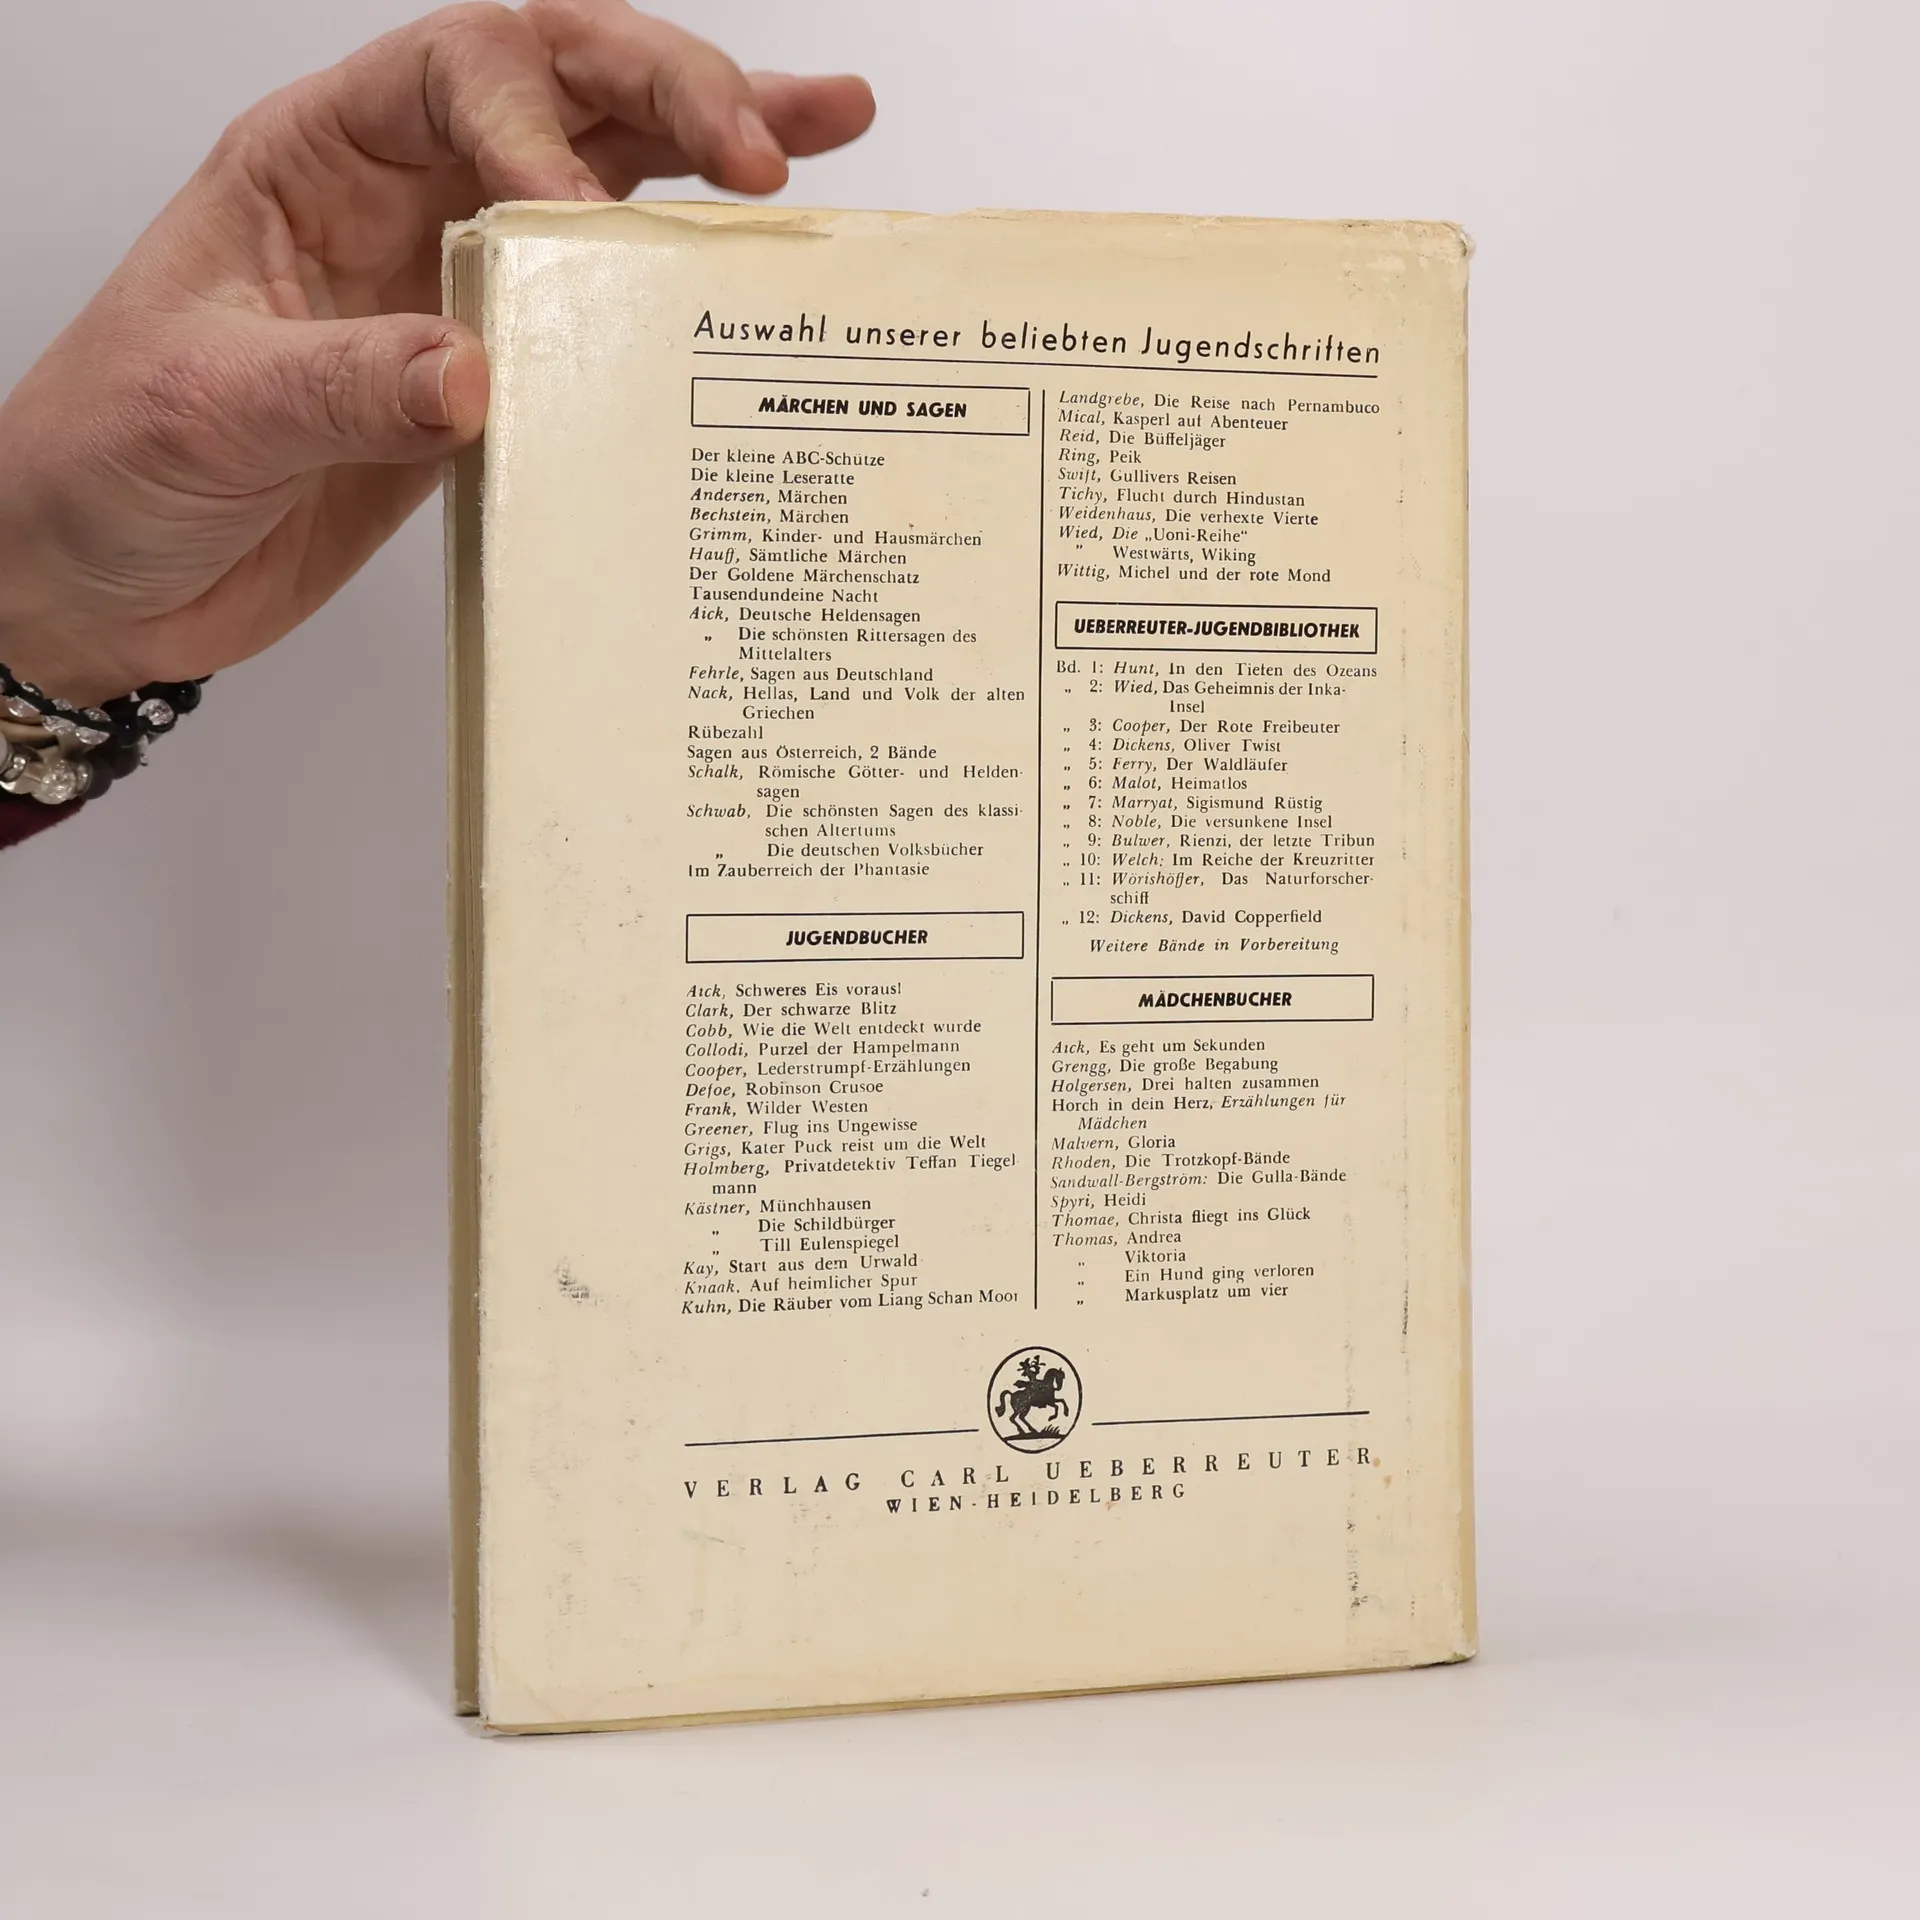 Auswahl unserer beliebten Jugendschriften
MÄRCHEN UND SAGEN
Der kleine ABC-Schütze
Die kleine Leseratte
Andersen, Märchen
Bechstein, Märchen
Grimm, Kinder- und Hausmärchen
Hauff, Sämtliche Märchen
Der Goldene Märchenschatz
Tausendundeine Nacht
Aick, Deutsche Heldensagen
„ Die schönsten Rittersagen des
Mittelalters
Fehrle, Sagen aus Deutschland
Nack, Hellas, Land und Volk der alten
Griechen
Rübezahl
Sagen aus Österreich, 2 Bände
Schalk, Römische Götter- und Helden-
sagen
Schwab, Die schönsten Sagen des klassi-
schen Altertums
„ Die deutschen Volksbücher
Im Zauberreich der Phantasie
JUGENDBÜCHER
Aick, Schweres Eis voraus!
Clark, Der schwarze Blitz
Cobb, Wie die Welt entdeckt wurde
Collodi, Purzel der Hampelmann
Cooper, Lederstrumpf-Erzählungen
Defoe, Robinson Crusoe
Frank, Wilder Westen
Greener, Flug ins Ungewisse
Grigs, Kater Puck reist um die Welt
Holmberg, Privatdetektiv Teffan Tiegel-
mann
Kästner, Münchhausen
„ Die Schildbürger
„ Till Eulenspiegel
Kay, Start aus dem Urwald
Knaak, Auf heimlicher Spur
Kuhn, Die Räuber vom Liang Schan Moor
Landgrebe, Die Reise nach Pernambuco
Mical, Kasperl auf Abenteuer
Reid, Die Büffeljäger
Ring, Peik
Swift, Gullivers Reisen
Tichy, Flucht durch Hindustan
Weidenhaus, Die verhexte Vierte
Wied, Die „Uoni-Reihe“
„ Westwärts, Wiking
Wittig, Michel und der rote Mond
UEBERREUTER-JUGENDBIBLIOTHEK
Bd. 1: Hunt, In den Tiefen des Ozeans
„ 2: Wied, Das Geheimnis der Inka-
Insel
„ 3: Cooper, Der Rote Freibeuter
„ 4: Dickens, Oliver Twist
„ 5: Ferry, Der Waldläufer
„ 6: Malot, Heimatlos
„ 7: Marryat, Sigismund Rüstig
„ 8: Noble, Die versunkene Insel
„ 9: Bulwer, Rienzi, der letzte Tribun
„ 10: Welch: Im Reiche der Kreuzritter
„ 11: Wörishöffer, Das Naturforscher-
schiff
„ 12: Dickens, David Copperfield
Weitere Bände in Vorbereitung
MÄDCHENBÜCHER
Aick, Es geht um Sekunden
Grengg, Die große Begabung
Holgersen, Drei halten zusammen
Horch in dein Herz, Erzählungen für
Mädchen
Malvern, Gloria
Rhoden, Die Trotzkopf-Bände
Sandwall-Bergström: Die Gulla-Bände
Spyri, Heidi
Thomae, Christa fliegt ins Glück
Thomas, Andrea
„ Viktoria
„ Ein Hund ging verloren
„ Markusplatz um vier
VERLAG CARL UEBERREUTER
WIEN-HEIDELBERG